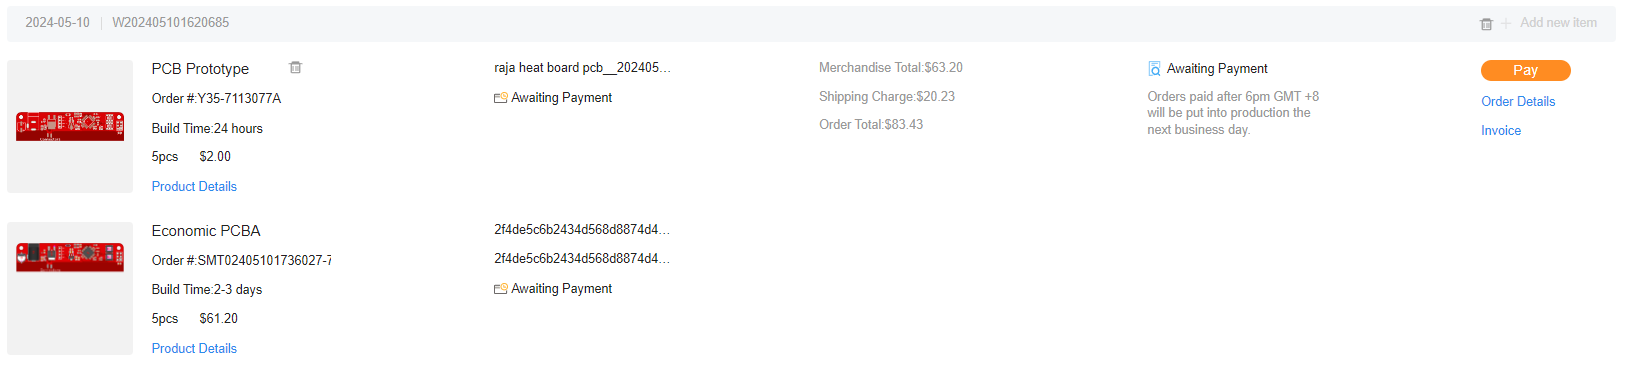 2024-05-10 | W202405101620685
Add new item
PCB Prototype
Order #:Y35-7113077A
Build Time:24 hours
5pcs $2.00
Product Details
raja heat board pcb__202405...
Awaiting Payment
Merchandise Total:$63.20
Shipping Charge:$20.23
Order Total:$83.43
Awaiting Payment
Orders paid after 6pm GMT +8
will be put into production the
next business day.
Pay
Order Details
Invoice
Economic PCBA
Order #:SMT02405101736027-7
Build Time:2-3 days
5pcs $61.20
Product Details
2f4de5c6b2434d568d8874d4...
2f4de5c6b2434d568d8874d4...
Awaiting Payment